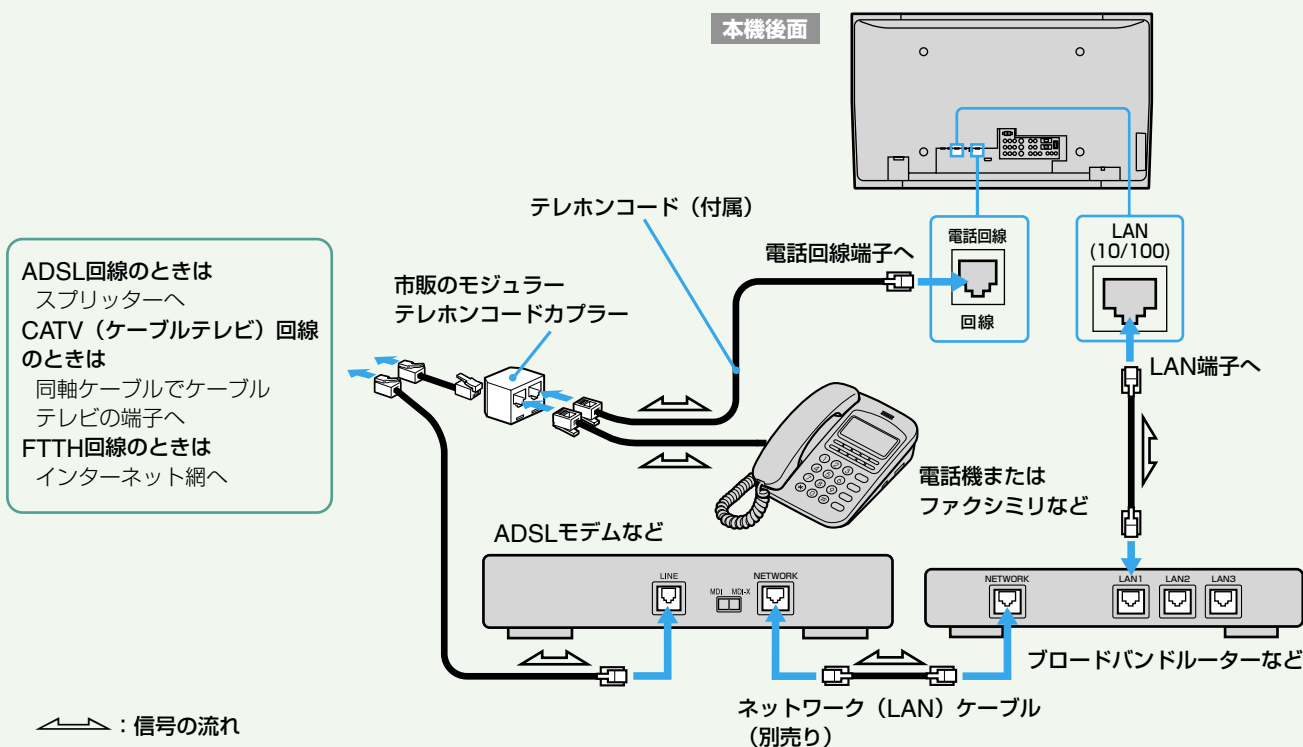 本機後面
テレホンコード（付属）
電話回線端子へ
電話回線
回線
LAN
(10/100)
LAN端子へ
ADSL回線のときは
スプリッターへ
CATV（ケーブルテレビ）回線
のときは
同軸ケーブルでケーブル
テレビの端子へ
FTTH回線のときは
インターネット網へ
市販のモジュラー
テレホンコードカプラー
電話機または
ファクシミリなど
ADSLモデムなど
LINE
MDI MDI-X
NETWORK
NETWORK
LAN1 LAN2 LAN3
ブロードバンドルーターなど
ネットワーク（LAN）ケーブル
（別売り）
：信号の流れ